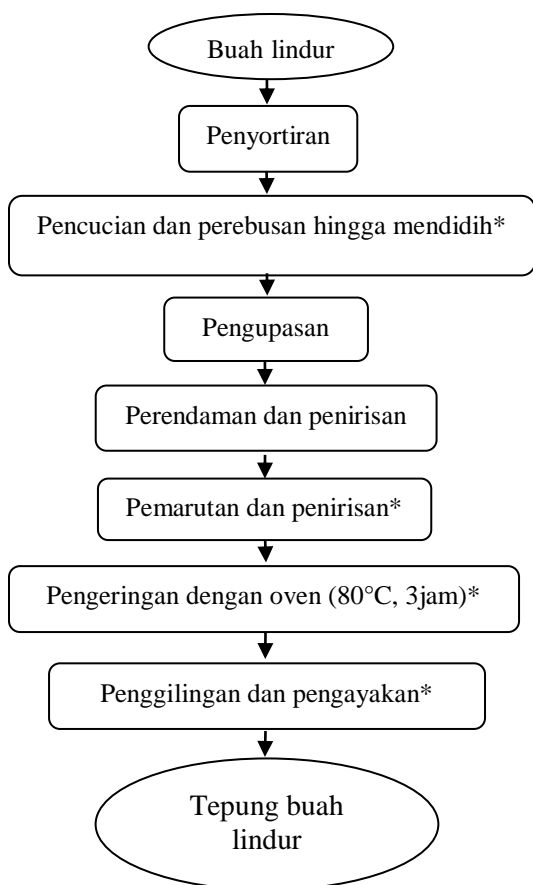 Buah lindur
Penyortiran
Pencucian dan perebusan hingga mendidih*
Pengupasan
Perendaman dan penirisan
Pemarutan dan penirisan*
Pengeringan dengan oven (80°C, 3jam)*
Penggilingan dan pengayakan*
Tepung buah
lindur